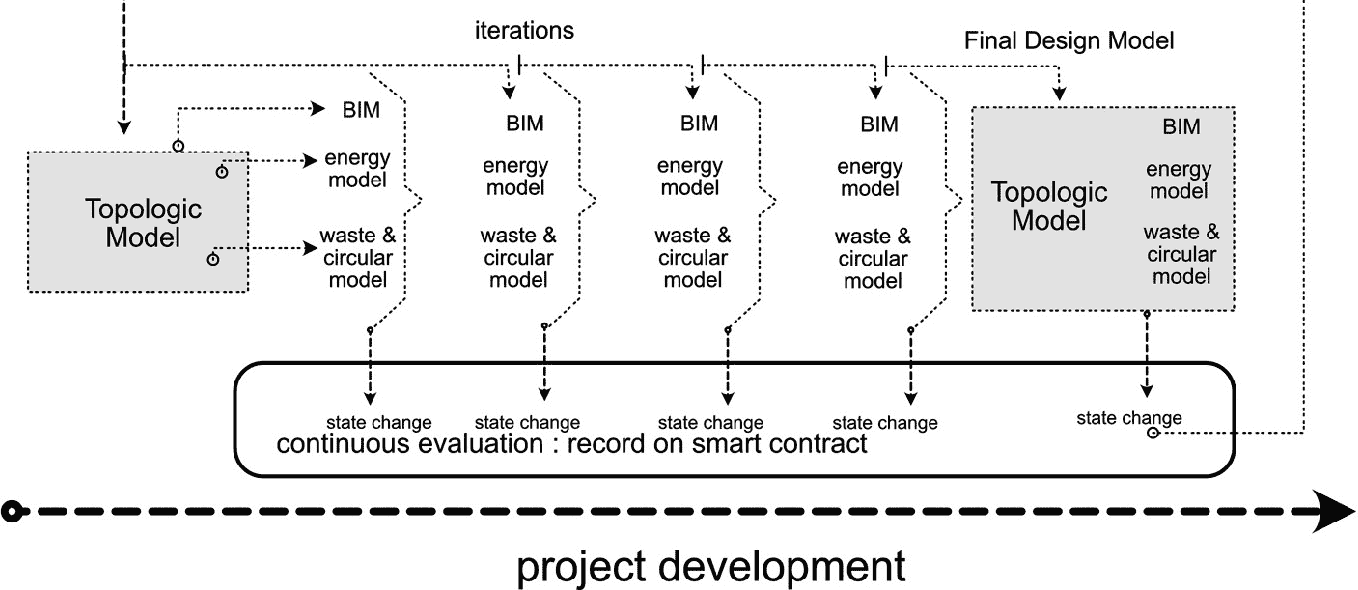 iterations
Final Design Model
Topologic
Model
BIM
energy
model
waste &
circular
model
BIM
energy
model
waste &
circular
model
BIM
energy
model
waste &
circular
model
BIM
energy
model
waste &
circular
model
Topologic
Model
BIM
energy
model
waste &
circular
model
state change
state change
state change
state change
state change
continuous evaluation : record on smart contract
project development